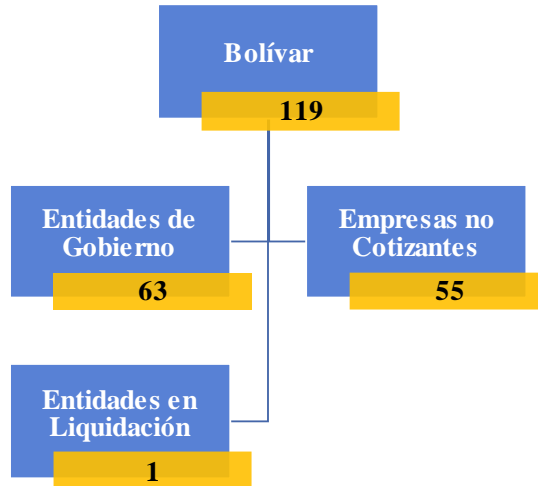 Bolívar
119
Entidades de
Gobierno
63
Empresas no
Cotizantes
55
Entidades en
Liquidación
1